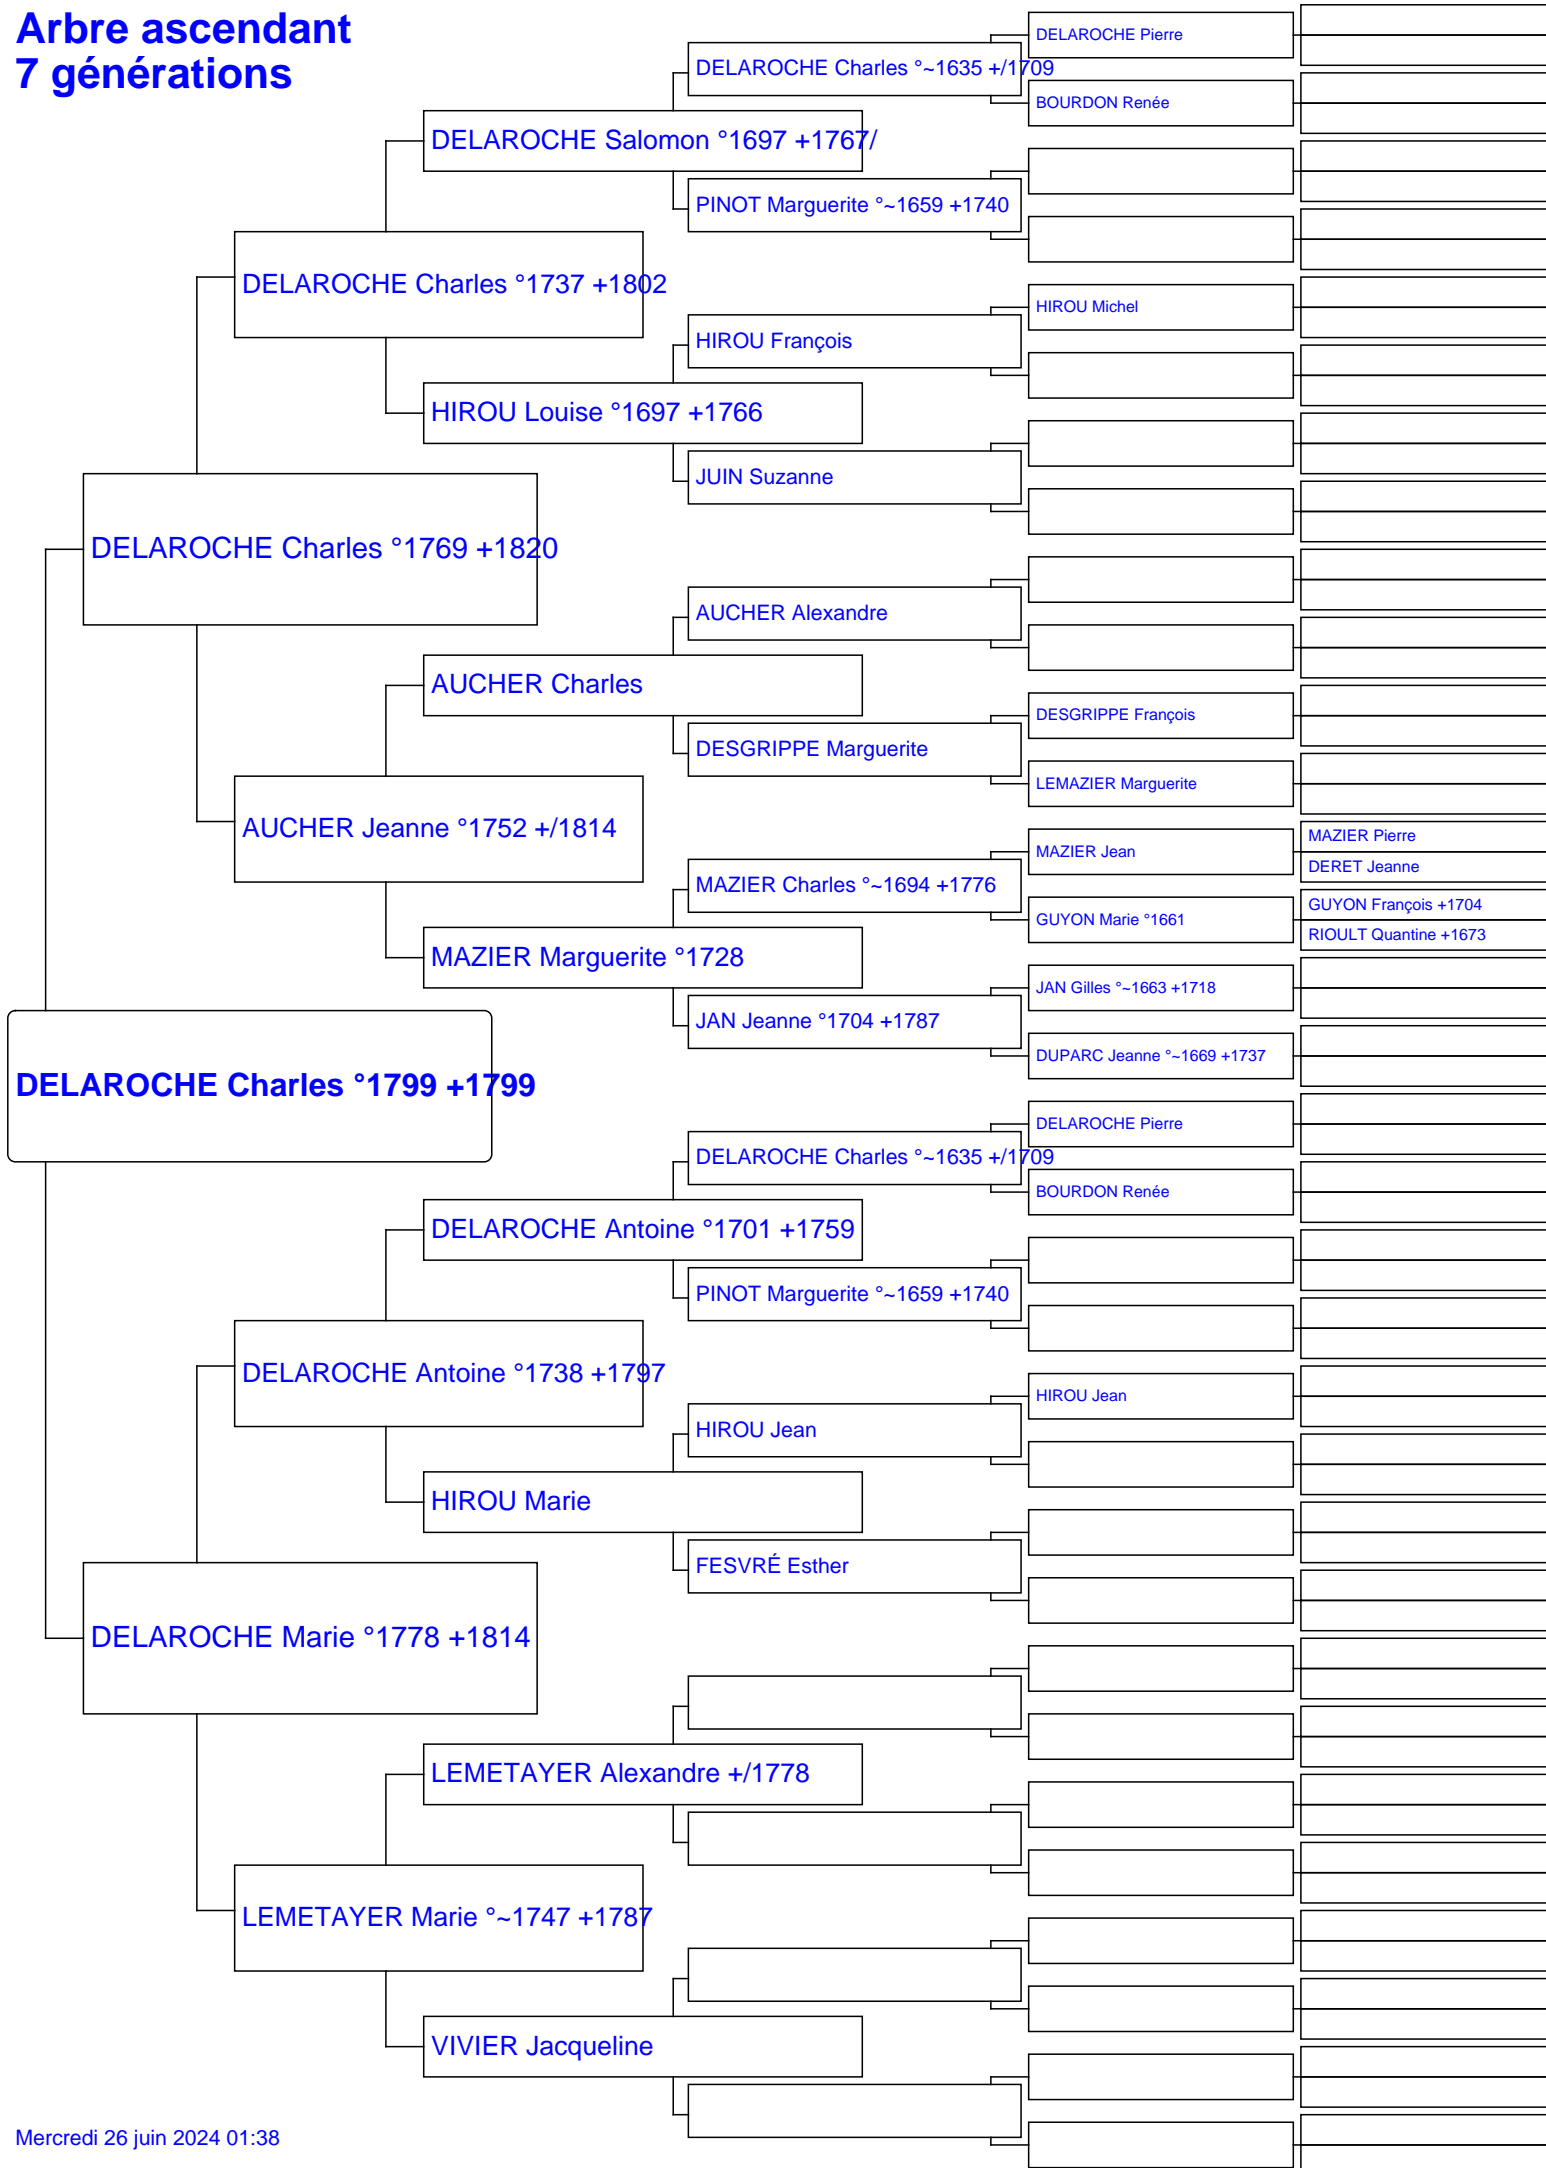 Arbre ascendant
7 générations
DELAROCHE Pierre
DELAROCHE Charles °~1635 +/1709
BOURDON Renée
DELAROCHE Salomon °1697 +1767/
PINOT Marguerite °~1659 +1740
DELAROCHE Charles °1737 +1802
HIROU Michel
HIROU François
HIROU Louise °1697 +1766
JUIN Suzanne
DELAROCHE Charles °1769 +1820
AUCHER Alexandre
AUCHER Charles
DESGRIPPE François
DESGRIPPE Marguerite
LEMAZIER Marguerite
AUCHER Jeanne °1752 +/1814
MAZIER Pierre
MAZIER Jean
DERET Jeanne
MAZIER Charles °~1694 +1776
GUYON François +1704
GUYON Marie °1661
RIOULT Quantine +1673
MAZIER Marguerite °1728
JAN Gilles °~1663 +1718
JAN Jeanne °1704 +1787
DUPARC Jeanne °~1669 +1737
DELAROCHE Charles °1799 +1799
DELAROCHE Pierre
DELAROCHE Charles °~1635 +/1709
BOURDON Renée
DELAROCHE Antoine °1701 +1759
PINOT Marguerite °~1659 +1740
DELAROCHE Antoine °1738 +1797
HIROU Jean
HIROU Jean
HIROU Marie
FESVRÉ Esther
DELAROCHE Marie °1778 +1814
LEMETAYER Alexandre +/1778
LEMETAYER Marie °~1747 +1787
VIVIER Jacqueline
Mercredi 26 juin 2024 01:38